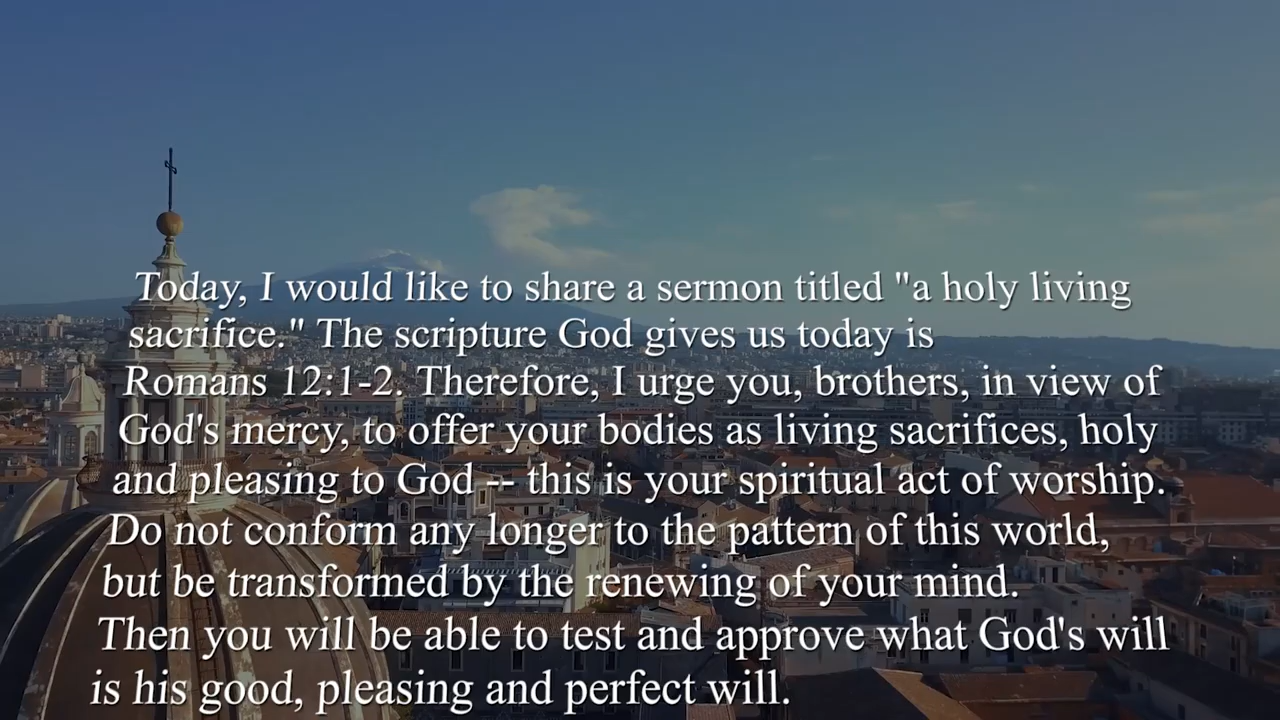 Today, I would like to share a sermon titled "a holy living
sacrifice." The scripture God gives us today is
Romans 12:1-2. Therefore, I urge you, brothers, in view of
God's mercy, to offer your bodies as living sacrifices, holy
and pleasing to God -- this is your spiritual act of worship.
Do not conform any longer to the pattern of this world,
but be transformed by the renewing of your mind.
Then you will be able to test and approve what God's will
is his good, pleasing and perfect will.